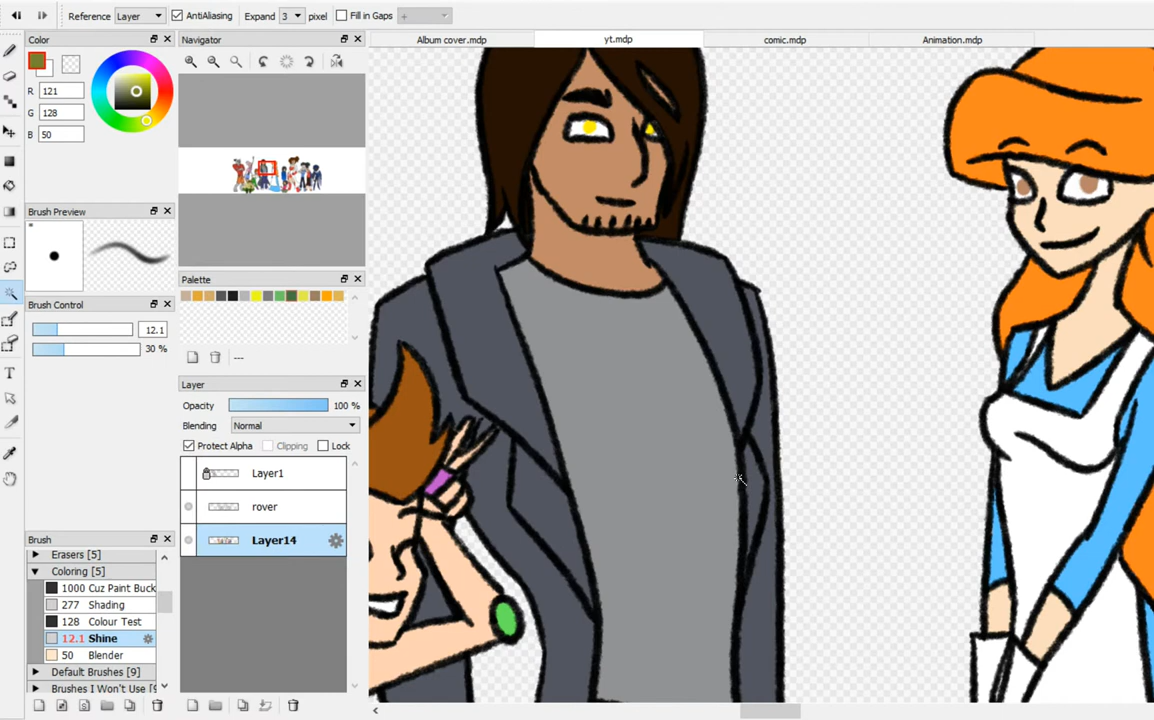 Reference Layer AntiAliasing Expand 3 pixel Fill in Gaps +
Color
Navigator
Album cover.mdp yt.mdp comic.mdp Animation.mdp
R 121
G 128
B 50
Brush Preview
Palette
Brush Control
12.1
30 %
---
Layer
Opacity 100 %
Blending Normal
Protect Alpha Clipping Lock
Layer1
rover
Layer14
Brush
Erasers [5]
Coloring [5]
1000 Cuz Paint Buck
277 Shading
128 Colour Test
12.1 Shine
50 Blender
Default Brushes [9]
Brushes I Won't Use [9
T